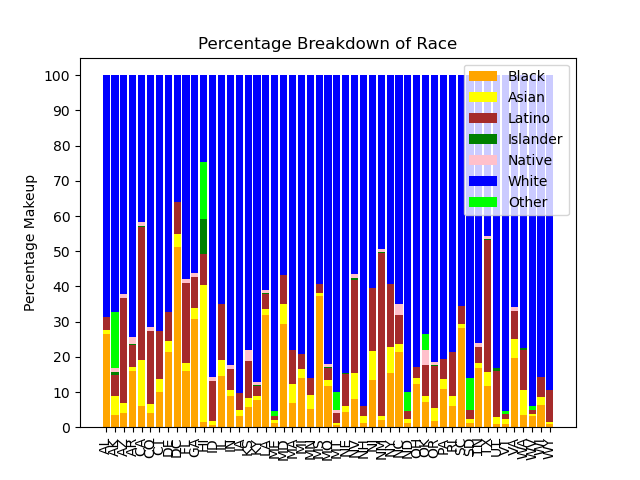 Percentage Breakdown of Race
Percentage Makeup
100
90
80
70
60
50
40
30
20
10
0
Black
Asian
Latino
Islander
Native
White
Other
AL
AK
AZ
AR
CA
CO
CT
DE
DC
FL
GA
HI
ID
IL
IN
IA
KS
KY
LA
ME
MD
MA
MI
MN
MS
MO
MT
NE
NV
NH
NJ
NM
NY
NC
ND
OH
OK
OR
PA
RI
SC
SD
TN
TX
UT
VT
VA
WA
WV
WI
WY